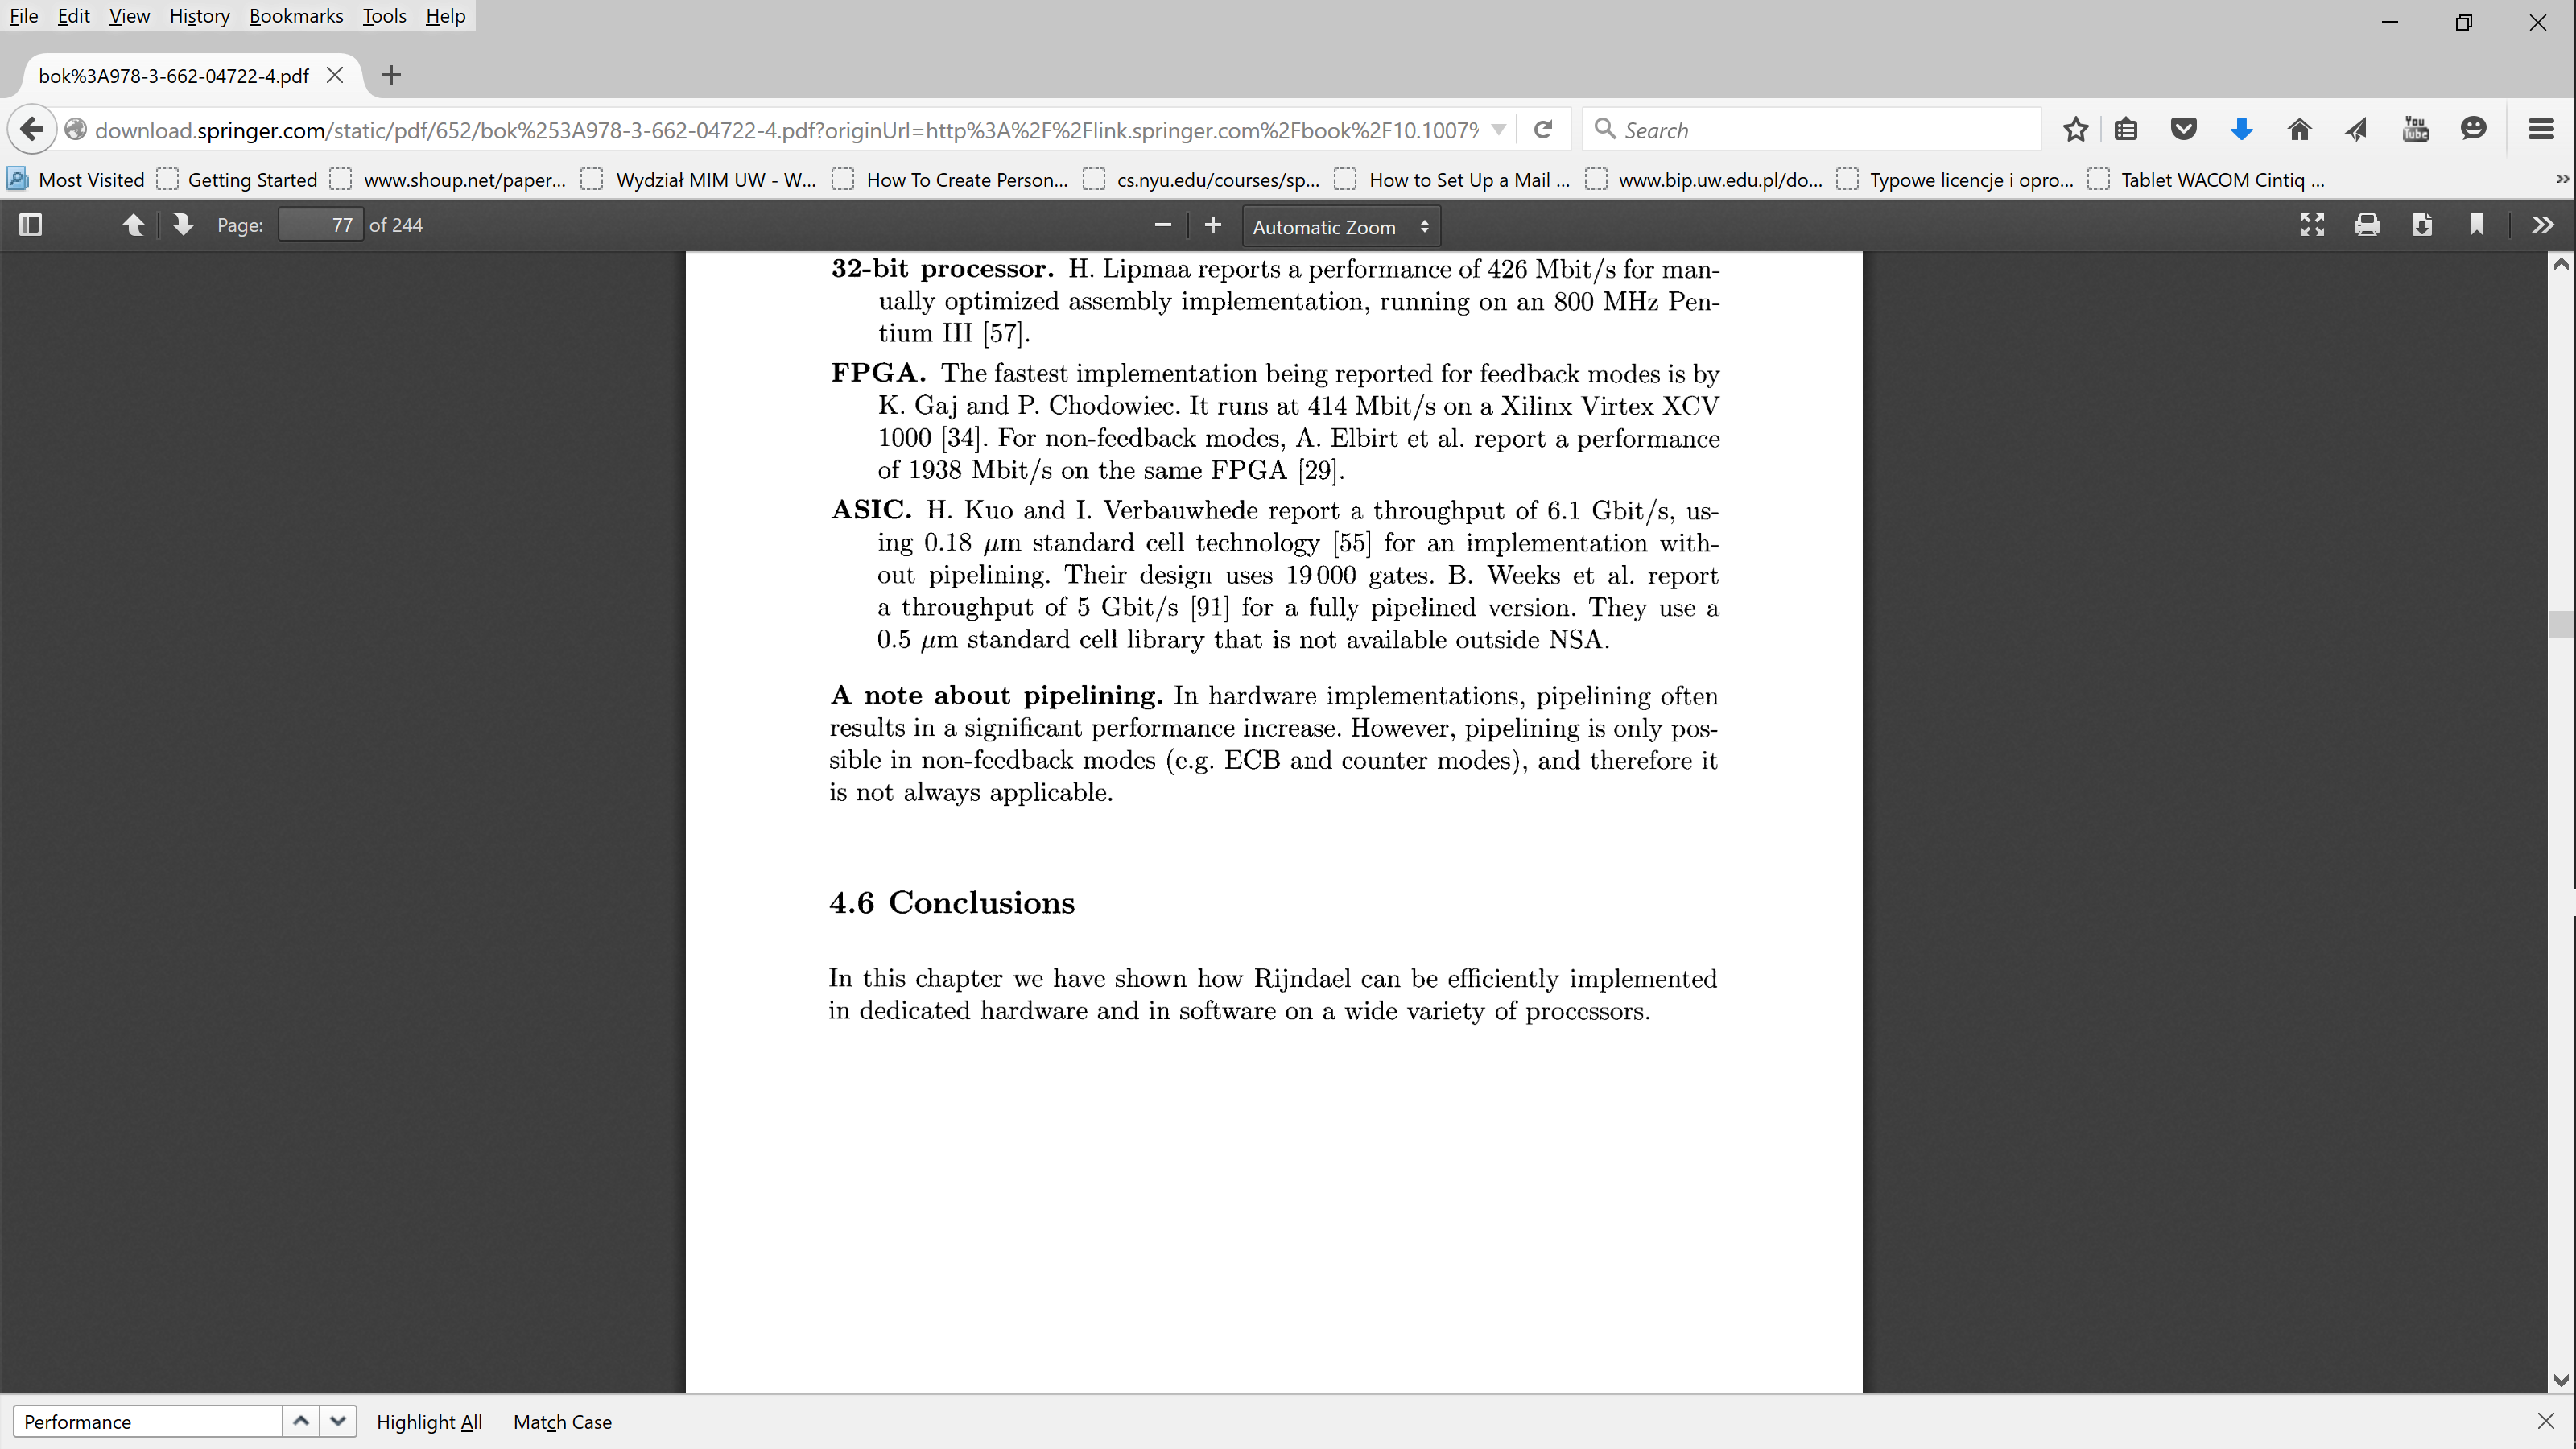 File Edit View History Bookmarks Tools Help
bok%3A978-3-662-04722-4.pdf
download.springer.com/static/pdf/652/bok%253A978-3-662-04722-4.pdf?originUrl=http%3A%2F%2Flink.springer.com%2Fbook%2F10.1007% Search You Tube
Most Visited Getting Started www.shoup.net/paper... Wydział MIM UW - W... How To Create Person... cs.nyu.edu/courses/sp... How to Set Up a Mail ... www.bip.uw.edu.pl/do... Typowe licencje i opro... Tablet WACOM Cintiq ...
Page: 77 of 244 Automatic Zoom
32-bit processor. H. Lipmaa reports a performance of 426 Mbit/s for man-
ually optimized assembly implementation, running on an 800 MHz Pen-
tium III [57].
FPGA. The fastest implementation being reported for feedback modes is by
K. Gaj and P. Chodowiec. It runs at 414 Mbit/s on a Xilinx Virtex XCV
1000 [34]. For non-feedback modes, A. Elbirt et al. report a performance
of 1938 Mbit/s on the same FPGA [29].
ASIC. H. Kuo and I. Verbauwhede report a throughput of 6.1 Gbit/s, us-
ing 0.18 μm standard cell technology [55] for an implementation with-
out pipelining. Their design uses 19 000 gates. B. Weeks et al. report
a throughput of 5 Gbit/s [91] for a fully pipelined version. They use a
0.5 μm standard cell library that is not available outside NSA.
A note about pipelining. In hardware implementations, pipelining often
results in a significant performance increase. However, pipelining is only pos-
sible in non-feedback modes (e.g. ECB and counter modes), and therefore it
is not always applicable.
4.6 Conclusions
In this chapter we have shown how Rijndael can be efficiently implemented
in dedicated hardware and in software on a wide variety of processors.
Performance Highlight All Match Case